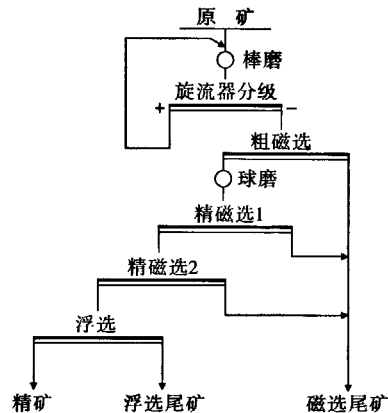 原 矿
棒磨
旋流器分级
+ −
粗磁选
球磨
精磁选1
精磁选2
浮选
精矿 浮选尾矿 磁选尾矿